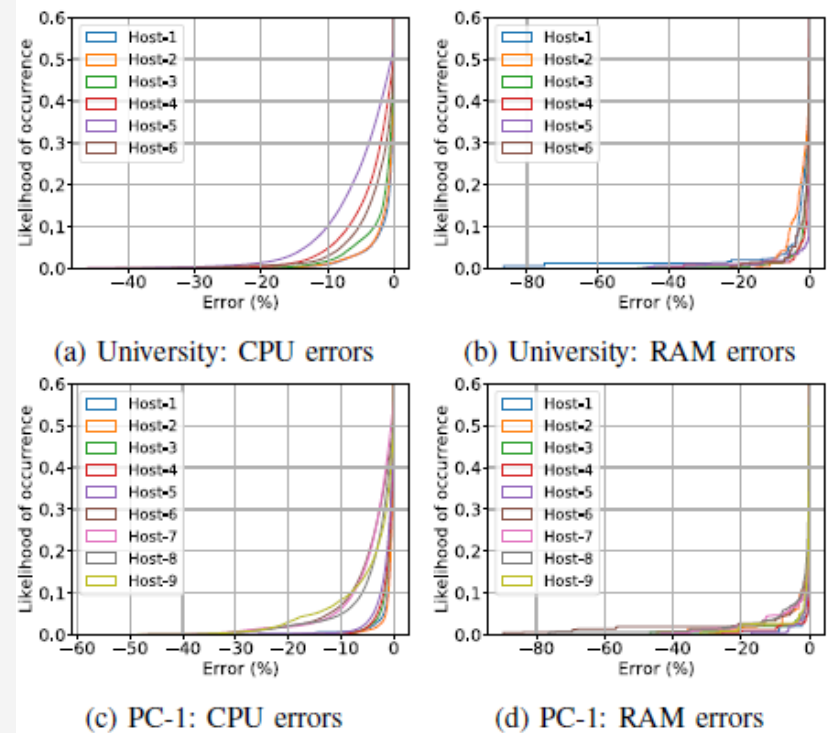 0.6
0.5
0.4
0.3
0.2
0.1
0.0
Likelihood of occurrence
Host-1
Host-2
Host-3
Host-4
Host-5
Host-6
−40 −30 −20 −10 0
Error (%)
(a) University: CPU errors
0.6
0.5
0.4
0.3
0.2
0.1
0.0
Likelihood of occurrence
Host-1
Host-2
Host-3
Host-4
Host-5
Host-6
−80 −60 −40 −20 0
Error (%)
(b) University: RAM errors
0.6
0.5
0.4
0.3
0.2
0.1
0.0
Likelihood of occurrence
Host-1
Host-2
Host-3
Host-4
Host-5
Host-6
Host-7
Host-8
Host-9
−60 −50 −40 −30 −20 −10 0
Error (%)
(c) PC-1: CPU errors
0.6
0.5
0.4
0.3
0.2
0.1
0.0
Likelihood of occurrence
Host-1
Host-2
Host-3
Host-4
Host-5
Host-6
Host-7
Host-8
Host-9
−80 −60 −40 −20 0
Error (%)
(d) PC-1: RAM errors